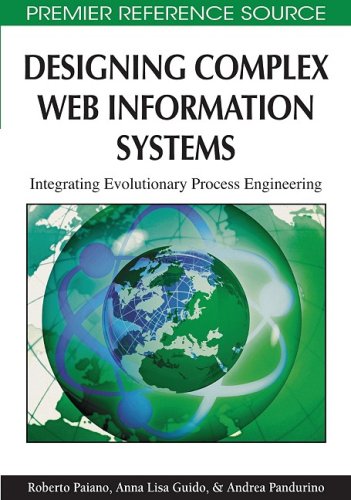 PREMIER REFERENCE SOURCE
DESIGNING COMPLEX
WEB INFORMATION
SYSTEMS
Integrating Evolutionary Process Engineering
Roberto Paiano, Anna Lisa Guido, & Andrea Pandurino